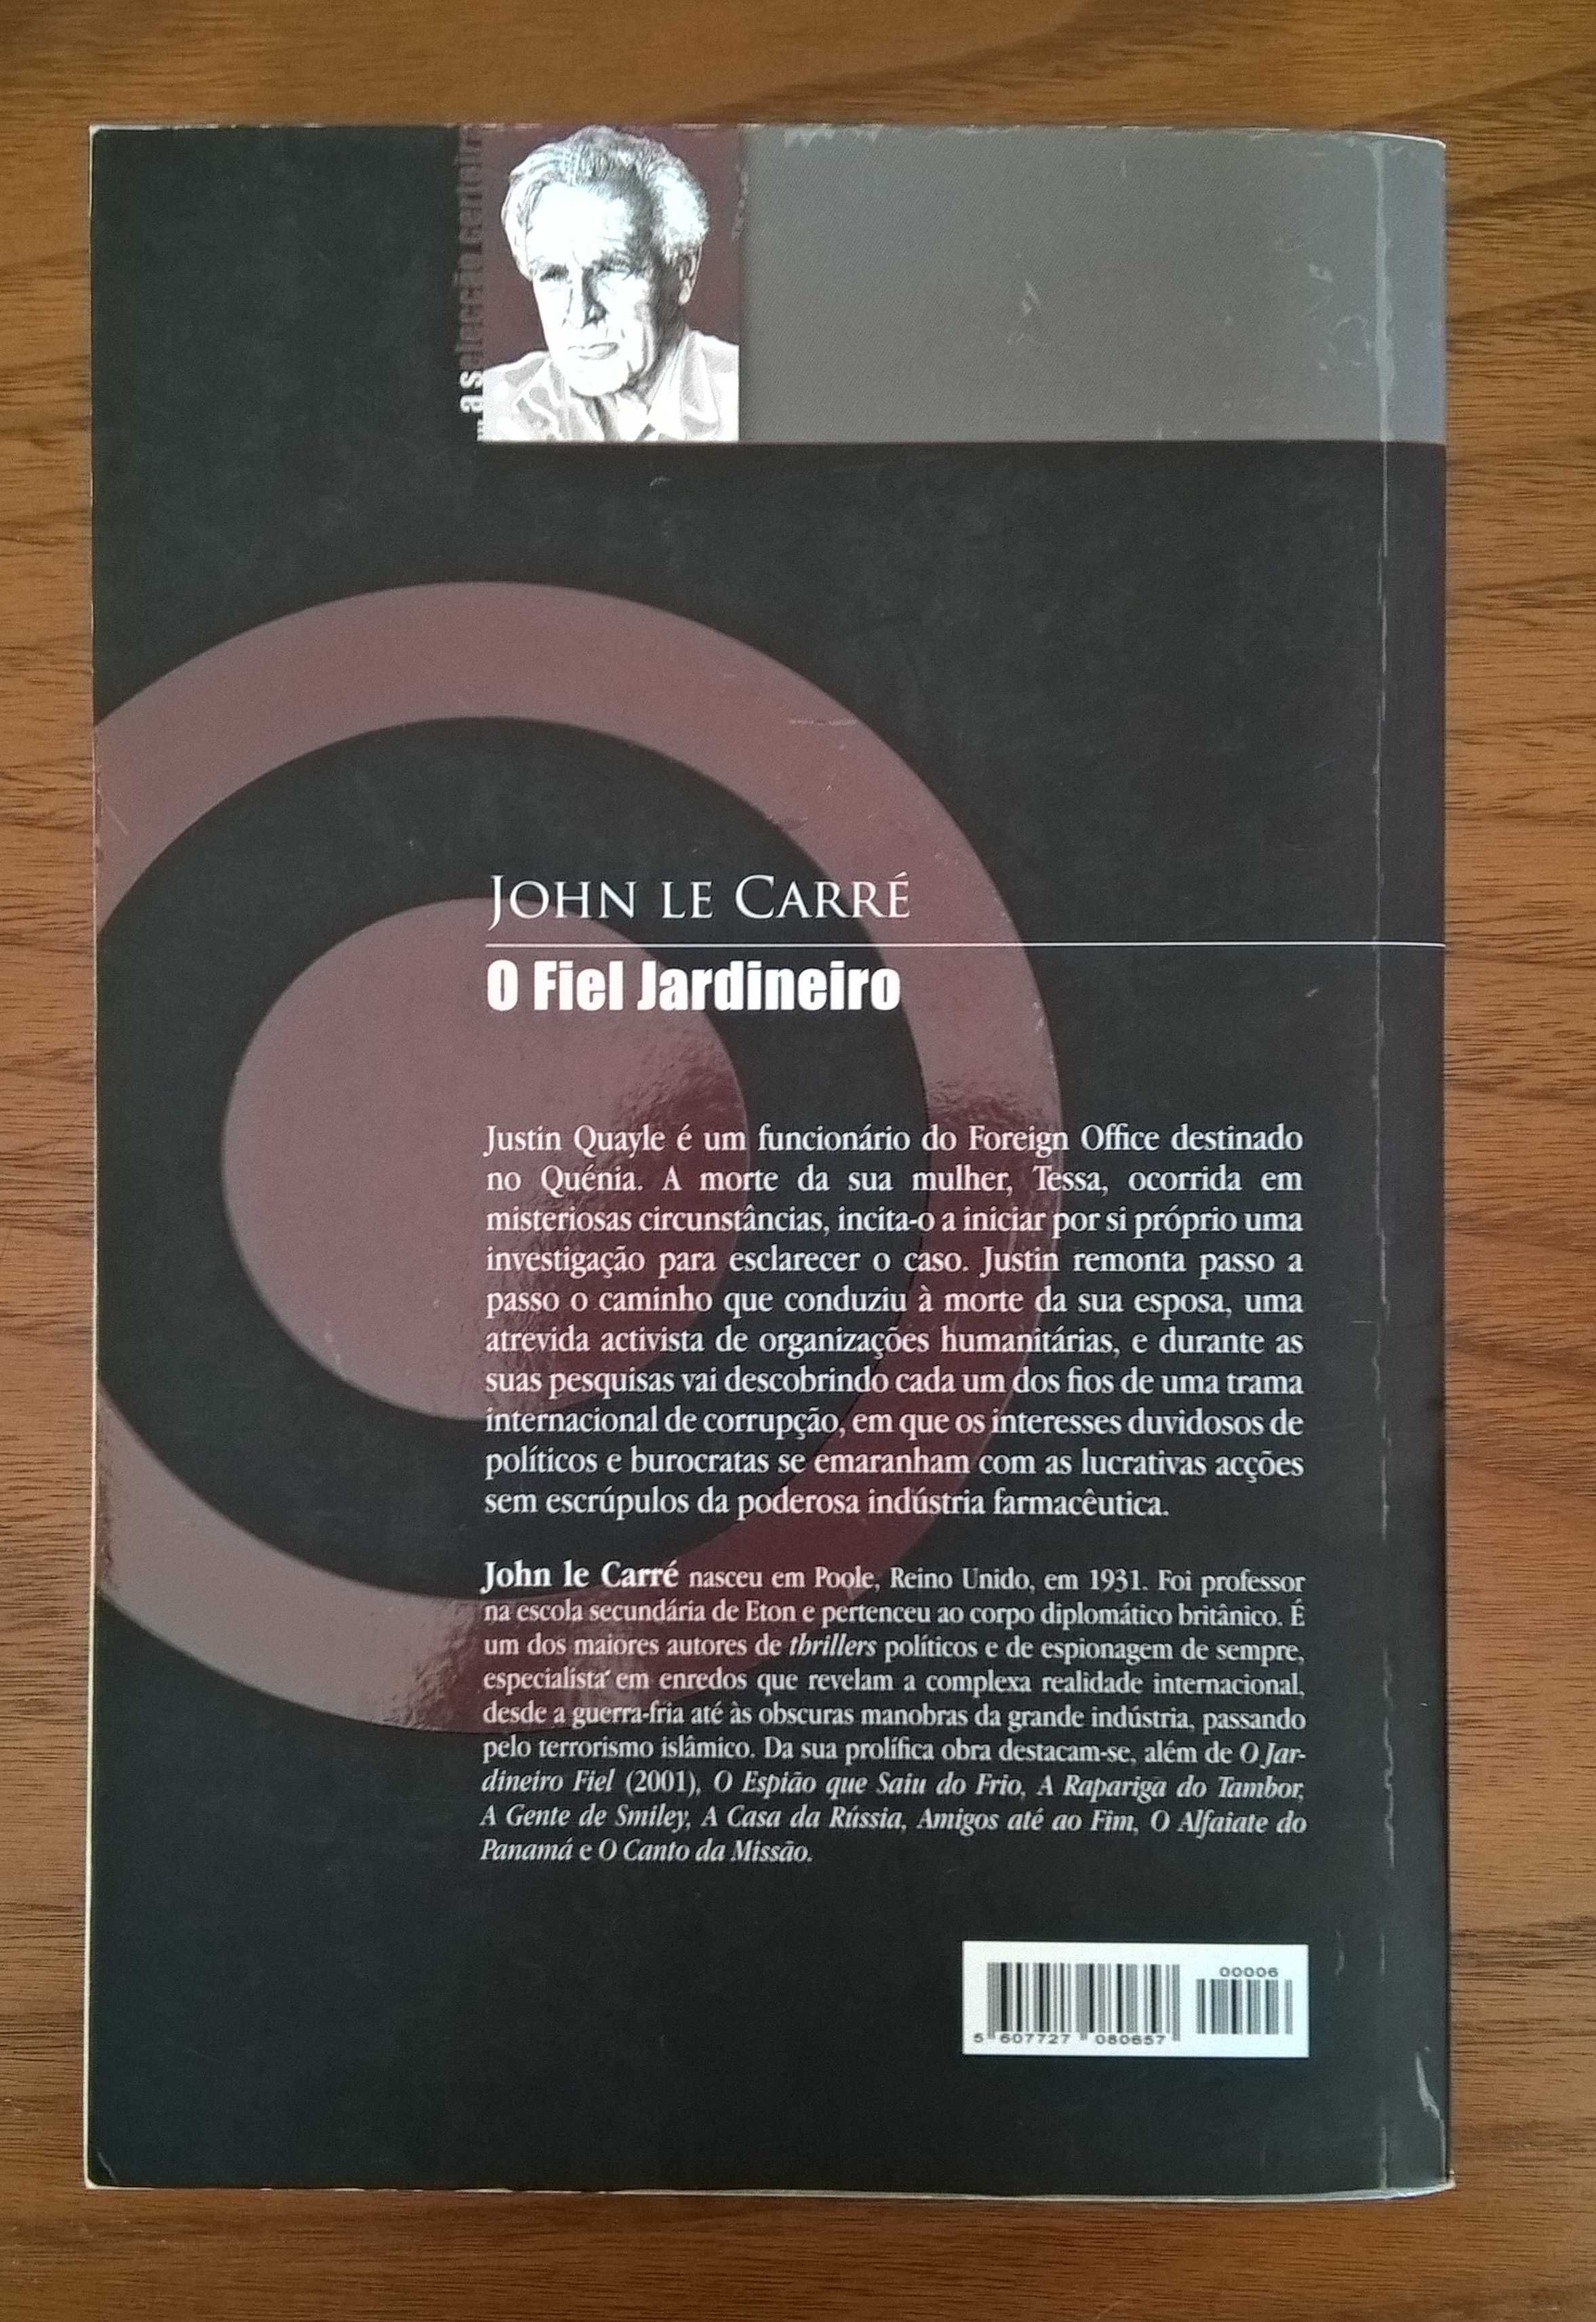 JOHN LE CARRÉ
O Fiel Jardineiro
Justin Quayle é um funcionário do Foreign Office destinado
no Quénia. A morte da sua mulher, Tessa, ocorrida em
misteriosas circunstâncias, incita-o a iniciar por si próprio uma
investigação para esclarecer o caso. Justin remonta passo a
passo o caminho que conduziu à morte da sua esposa, uma
atrevida activista de organizações humanitárias, e durante as
suas pesquisas vai descobrindo cada um dos fios de uma trama
internacional de corrupção, em que os interesses duvidosos de
políticos e burocratas se emaranham com as lucrativas acções
sem escrúpulos da poderosa indústria farmacêutica.
John le Carré nasceu em Poole, Reino Unido, em 1931. Foi professor
na escola secundária de Eton e pertenceu ao corpo diplomático britânico. É
um dos maiores autores de thrillers políticos e de espionagem de sempre,
especialista em enredos que revelam a complexa realidade internacional,
desde a guerra-fria até às obscuras manobras da grande indústria, passando
pelo terrorismo islâmico. Da sua prolífica obra destacam-se, além de O Jar-
dineiro Fiel (2001), O Espião que Saiu do Frio, A Rapariga do Tambor,
A Gente de Smiley, A Casa da Rússia, Amigos até ao Fim, O Alfaiate do
Panamá e O Canto da Missão.
00006
5 607727 080657